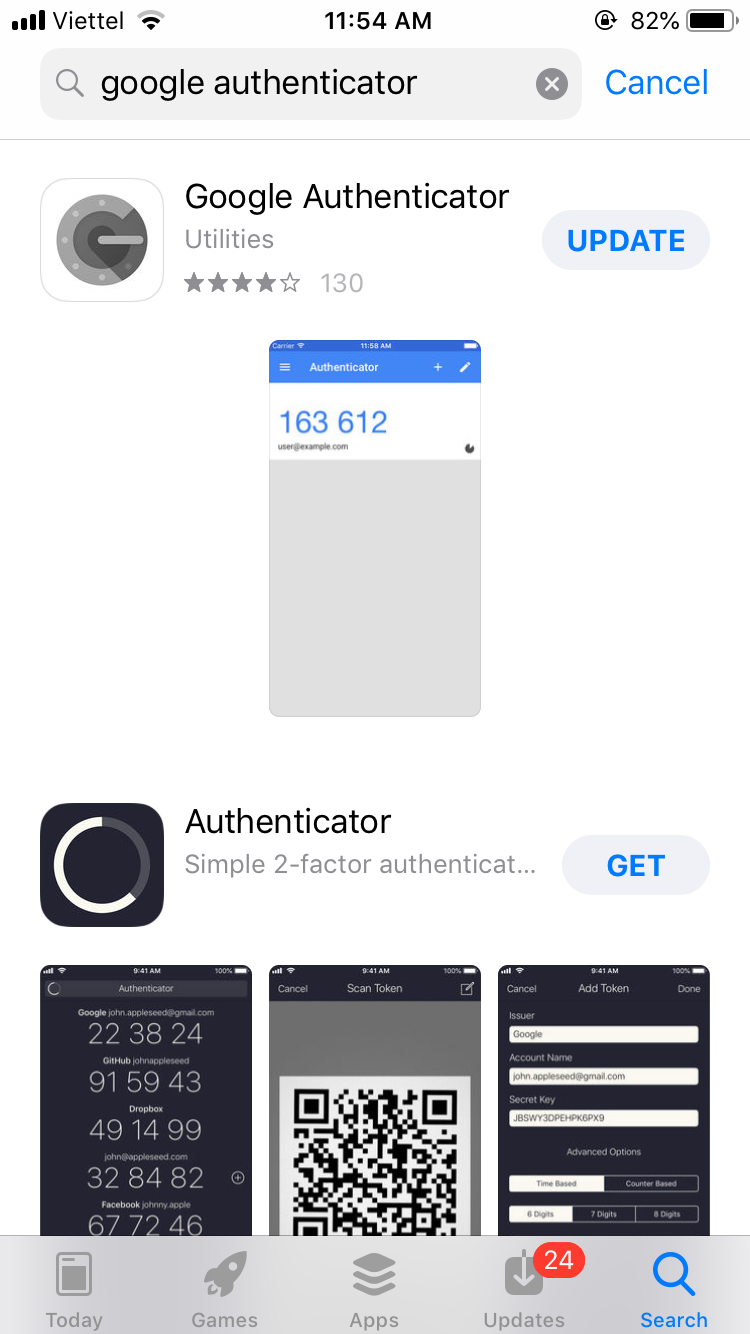 Viettel 11:54 AM 82%
google authenticator Cancel
Google Authenticator
Utilities
UPDATE
130
Carrier 11:58 AM
Authenticator
163 612
user@example.com
Authenticator
Simple 2-factor authenticat...
GET
9:41 AM 100%
Authenticator
Google john.appleseed@gmail.com
22 38 24
GitHub johnappleseed
91 59 43
Dropbox
49 14 99
john@appleseed.com
32 84 82
Facebook johnny.apple
67 72 46
9:41 AM 100%
Cancel Scan Token
9:41 AM 100%
Cancel Add Token Done
Issuer
Google
Account Name
john.appleseed@gmail.com
Secret Key
JBSWY3DPEHPK6PX9
Advanced Options
Time Based Counter Based
6 Digits 7 Digits 8 Digits
24
Today Games Apps Updates Search